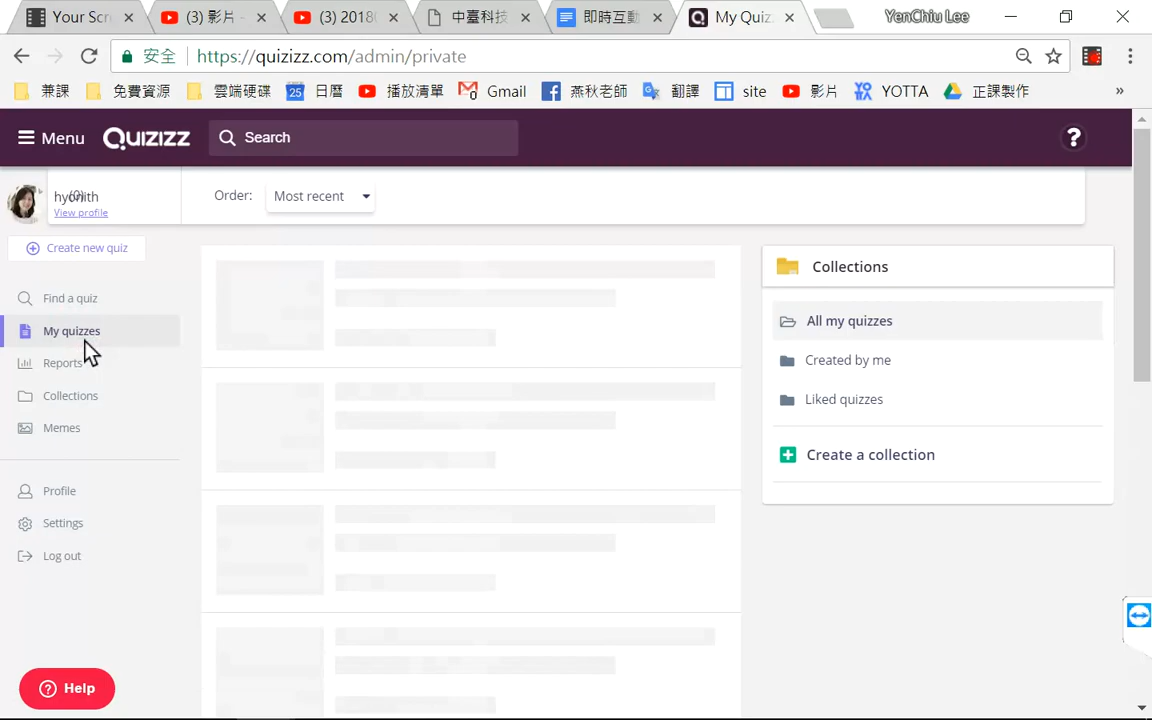 Your Scr
(3) 影片 -
(3) 2018
中臺科技
即時互動
My Quiz
YenChiu Lee
安全
https://quizizz.com/admin/private
兼課
免費資源
雲端硬碟
25
日曆
播放清單
Gmail
燕秋老師
翻譯
site
影片
YOTTA
正課製作
»
Menu
Quizizz
Search
?
hyonith
View profile
Order:
Most recent
Create new quiz
Find a quiz
My quizzes
Reports
Collections
Memes
Profile
Settings
Log out
Help
Collections
All my quizzes
Created by me
Liked quizzes
Create a collection